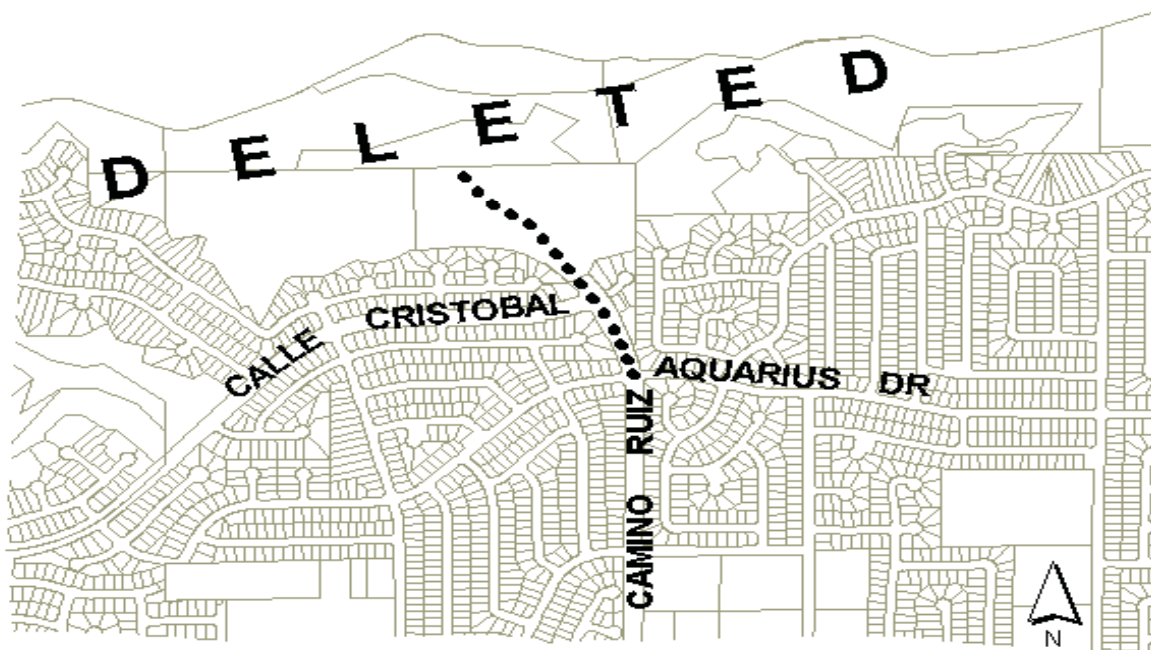 DELETED
CALLE CRISTOBAL
AQUARIUS DR
CAMINO RUIZ
N